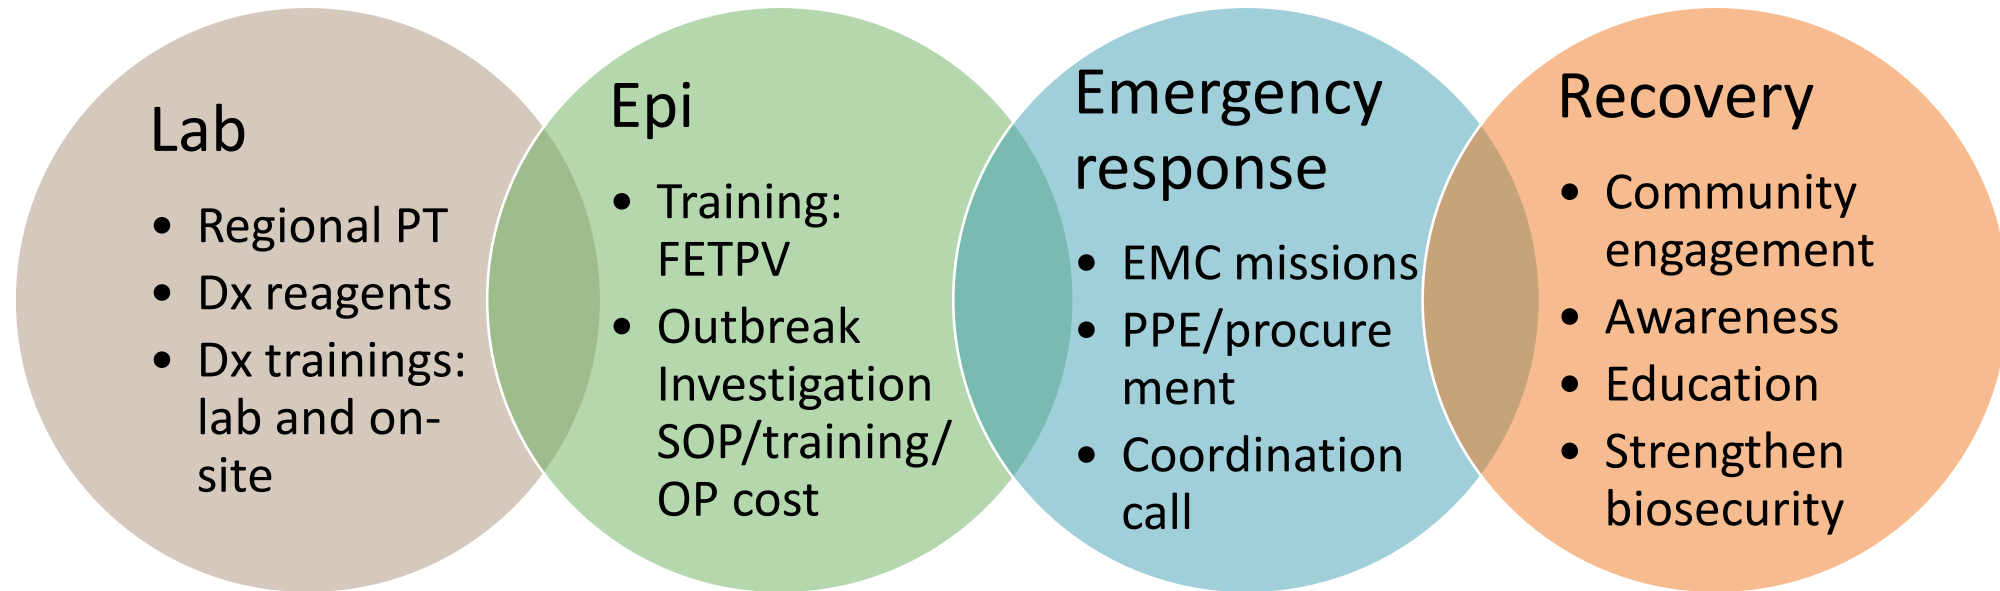 Lab
• Regional PT
• Dx reagents
• Dx trainings:
lab and on-
site
Epi
• Training:
FETPV
• Outbreak
Investigation
SOP/training/
OP cost
Emergency
response
• EMC missions
• PPE/procure
ment
• Coordination
call
Recovery
• Community
engagement
• Awareness
• Education
• Strengthen
biosecurity